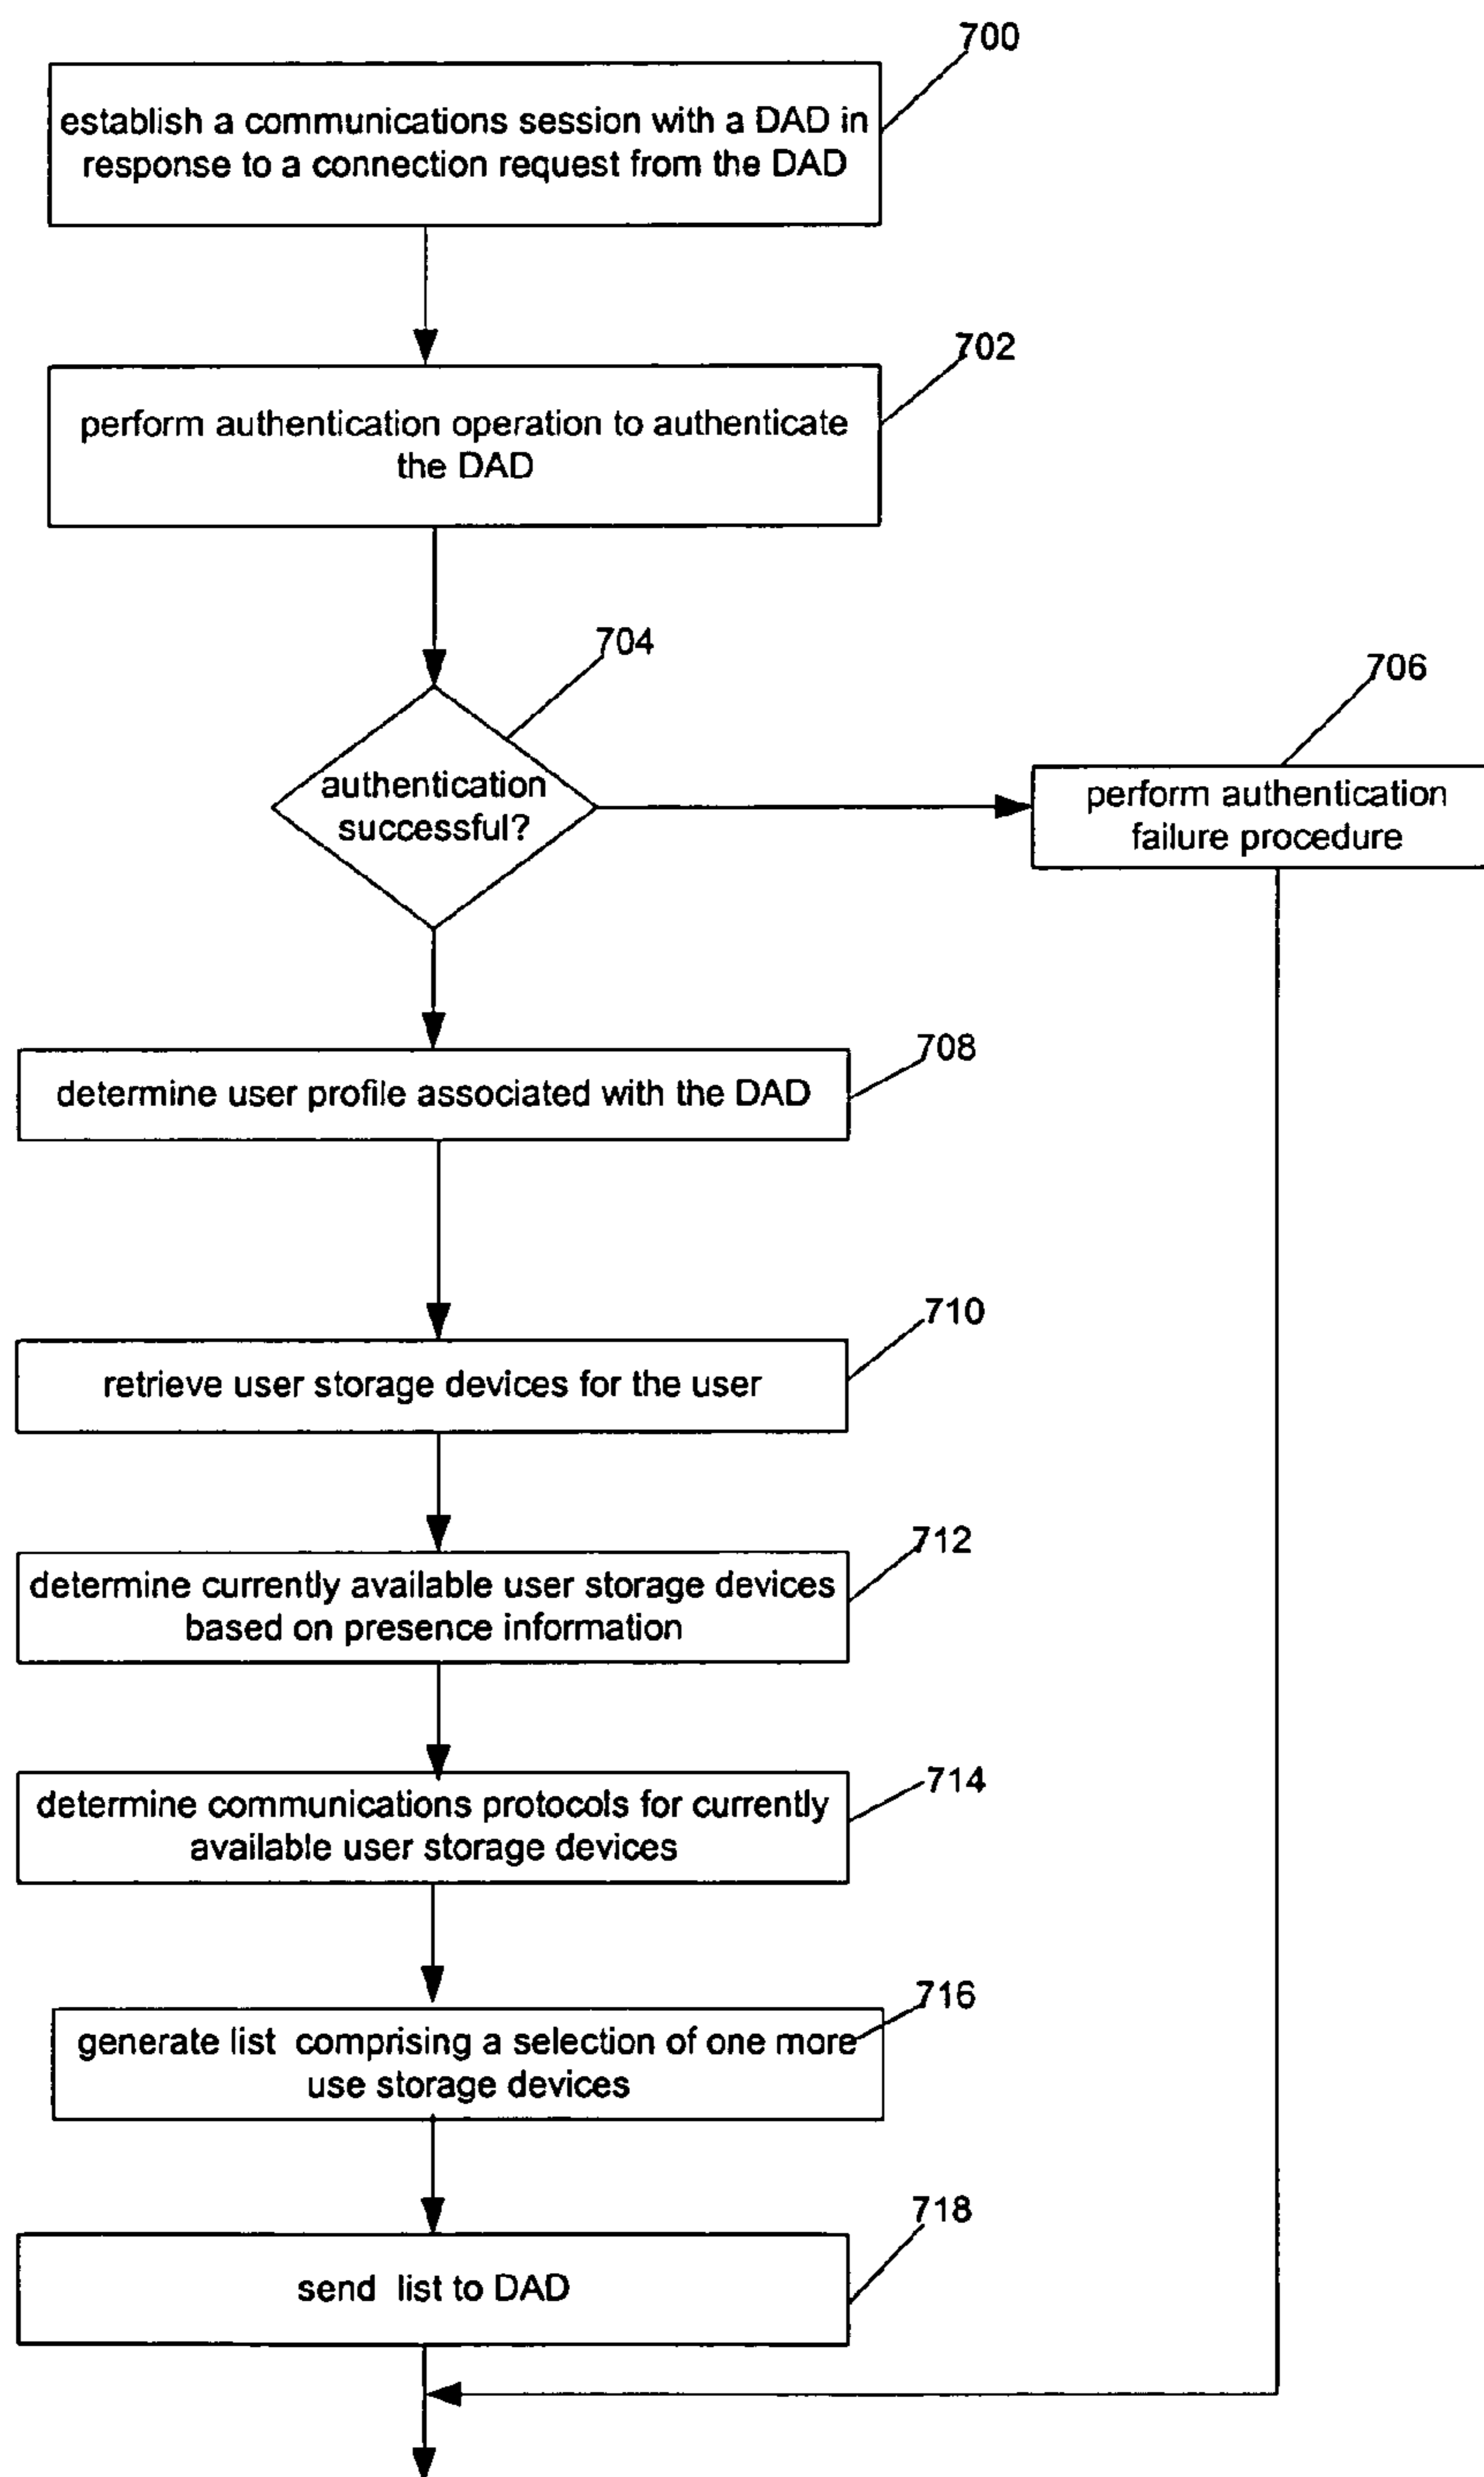 700
establish a communications session with a DAD in
response to a connection request from the DAD
702
perform authentication operation to authenticate
the DAD
704
authentication
successful?
706
perform authentication
failure procedure
708
determine user profile associated with the DAD
710
retrieve user storage devices for the user
712
determine currently available user storage devices
based on presence information
714
determine communications protocols for currently
available user storage devices
716
generate list comprising a selection of one more
use storage devices
718
send list to DAD